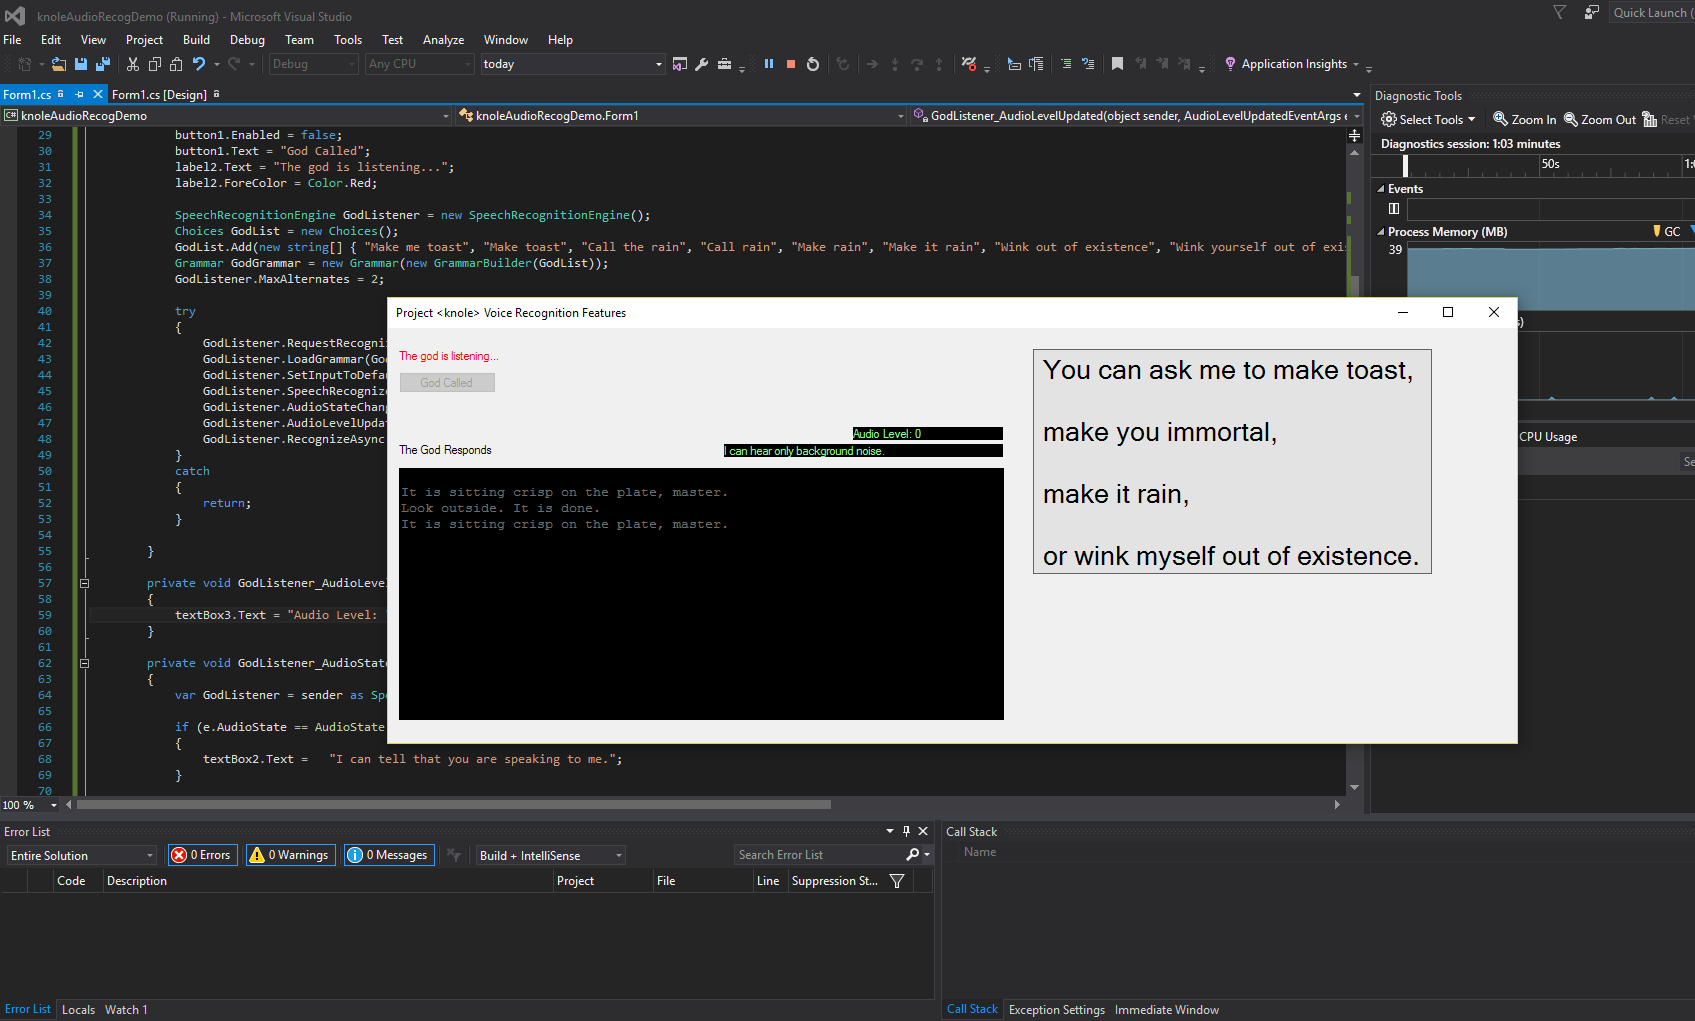 knoleAudioRecogDemo (Running) - Microsoft Visual Studio
Quick Launch (
File Edit View Project Build Debug Team Tools Test Analyze Window Help
Debug Any CPU today Application Insights
Form1.cs Form1.cs [Design]
C# knoleAudioRecogDemo knoleAudioRecogDemo.Form1 GodListener_AudioLevelUpdated(object sender, AudioLevelUpdatedEventArgs e
29 button1.Enabled = false;
30 button1.Text = "God Called";
31 label2.Text = "The god is listening...";
32 label2.ForeColor = Color.Red;
33
34 SpeechRecognitionEngine GodListener = new SpeechRecognitionEngine();
35 Choices GodList = new Choices();
36 GodList.Add(new string[] { "Make me toast", "Make toast", "Call the rain", "Call rain", "Make rain", "Make it rain", "Wink out of existence", "Wink yourself out of exi
37 Grammar GodGrammar = new Grammar(new GrammarBuilder(GodList));
38 GodListener.MaxAlternates = 2;
39
40 try
41 {
42 GodListener.RequestRecogni
43 GodListener.LoadGrammar(Go
44 GodListener.SetInputToDefa
45 GodListener.SpeechRecogniz
46 GodListener.AudioStateChan
47 GodListener.AudioLevelUpda
48 GodListener.RecognizeAsync
49 }
50 catch
51 {
52 return;
53 }
54
55 }
56
57 private void GodListener_AudioLevel
58 {
59 textBox3.Text = "Audio Level: "
60 }
61
62 private void GodListener_AudioState
63 {
64 var GodListener = sender as Spe
65
66 if (e.AudioState == AudioState
67 {
68 textBox2.Text = "I can tell that you are speaking to me.";
69 }
70
100 %
Project <knole> Voice Recognition Features
The god is listening...
God Called
Audio Level: 0
The God Responds
I can hear only background noise.
It is sitting crisp on the plate, master.
Look outside. It is done.
It is sitting crisp on the plate, master.
You can ask me to make toast,
make you immortal,
make it rain,
or wink myself out of existence.
Diagnostic Tools
Select Tools Zoom In Zoom Out Reset
Diagnostics session: 1:03 minutes
50s 1:
Events
Process Memory (MB) GC
39
)
CPU Usage
Se
Error List
Entire Solution 0 Errors 0 Warnings 0 Messages Build + IntelliSense Search Error List
Code Description Project File Line Suppression St...
Error List Locals Watch 1
Call Stack
Name
Call Stack Exception Settings Immediate Window